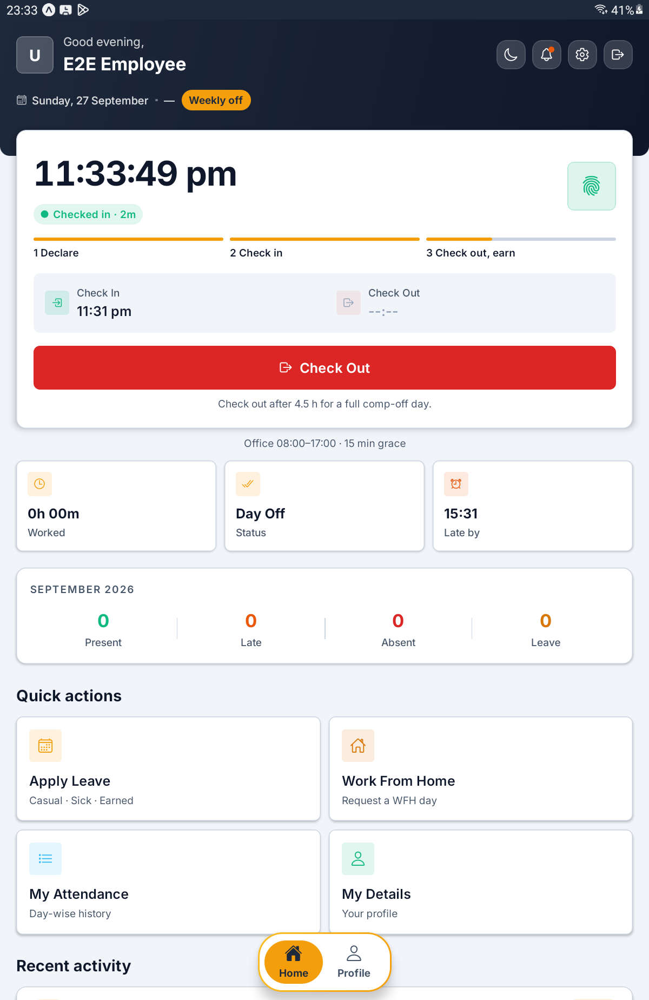 23:33
41%
U
Good evening,
E2E Employee
Sunday, 27 September • — Weekly off
11:33:49 pm
Checked in · 2m
1 Declare
2 Check in
3 Check out, earn
Check In
11:31 pm
Check Out
--:--
Check Out
Check out after 4.5 h for a full comp-off day.
Office 08:00–17:00 · 15 min grace
0h 00m
Worked
Day Off
Status
15:31
Late by
SEPTEMBER 2026
0
Present
0
Late
0
Absent
0
Leave
Quick actions
Apply Leave
Casual · Sick · Earned
Work From Home
Request a WFH day
My Attendance
Day-wise history
My Details
Your profile
Recent activity
Home
Profile